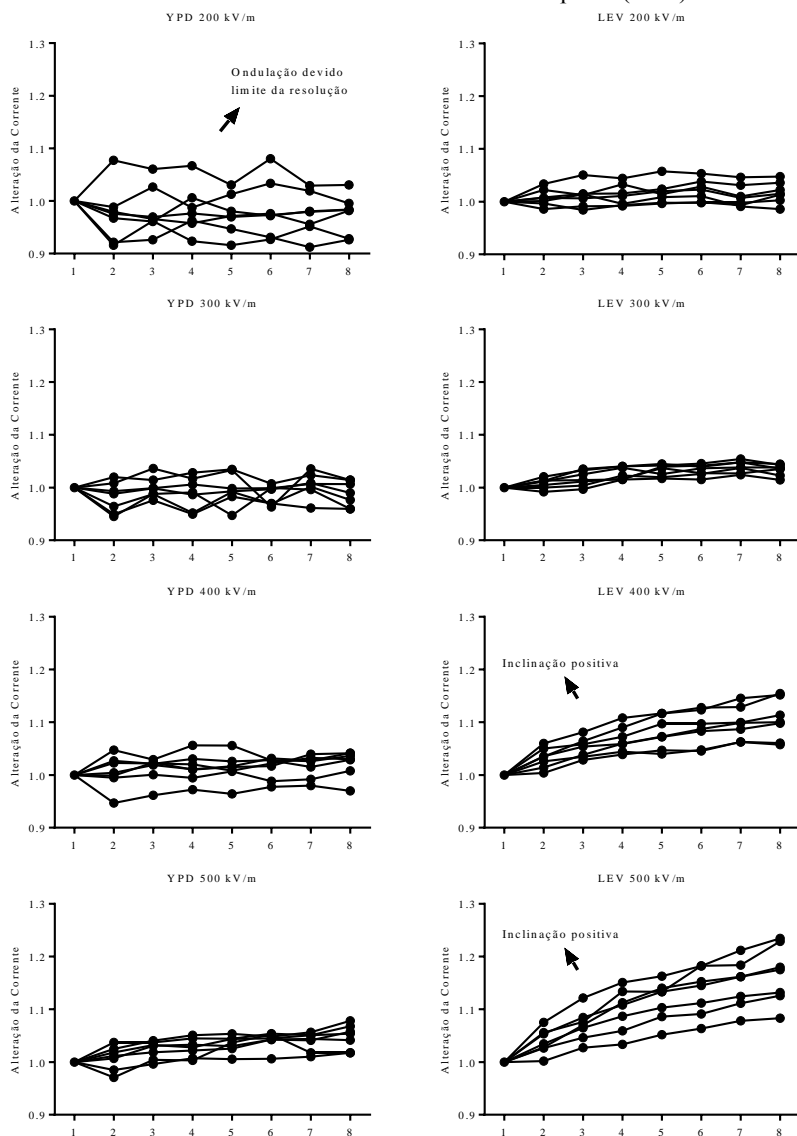 YPD 200 kV/m
Alteração da Corrente
1.3
1.2
1.1
1.0
0.9
Ondulação devido
limite da resolução
1 2 3 4 5 6 7 8
LEV 200 kV/m
Alteração da Corrente
1.3
1.2
1.1
1.0
0.9
1 2 3 4 5 6 7 8
YPD 300 kV/m
Alteração da Corrente
1.3
1.2
1.1
1.0
0.9
1 2 3 4 5 6 7 8
LEV 300 kV/m
Alteração da Corrente
1.3
1.2
1.1
1.0
0.9
1 2 3 4 5 6 7 8
YPD 400 kV/m
Alteração da Corrente
1.3
1.2
1.1
1.0
0.9
1 2 3 4 5 6 7 8
LEV 400 kV/m
Alteração da Corrente
1.3
1.2
1.1
1.0
0.9
Inclinação positiva
1 2 3 4 5 6 7 8
YPD 500 kV/m
Alteração da Corrente
1.3
1.2
1.1
1.0
0.9
1 2 3 4 5 6 7 8
LEV 500 kV/m
Alteração da Corrente
1.3
1.2
1.1
1.0
0.9
Inclinação positiva
1 2 3 4 5 6 7 8